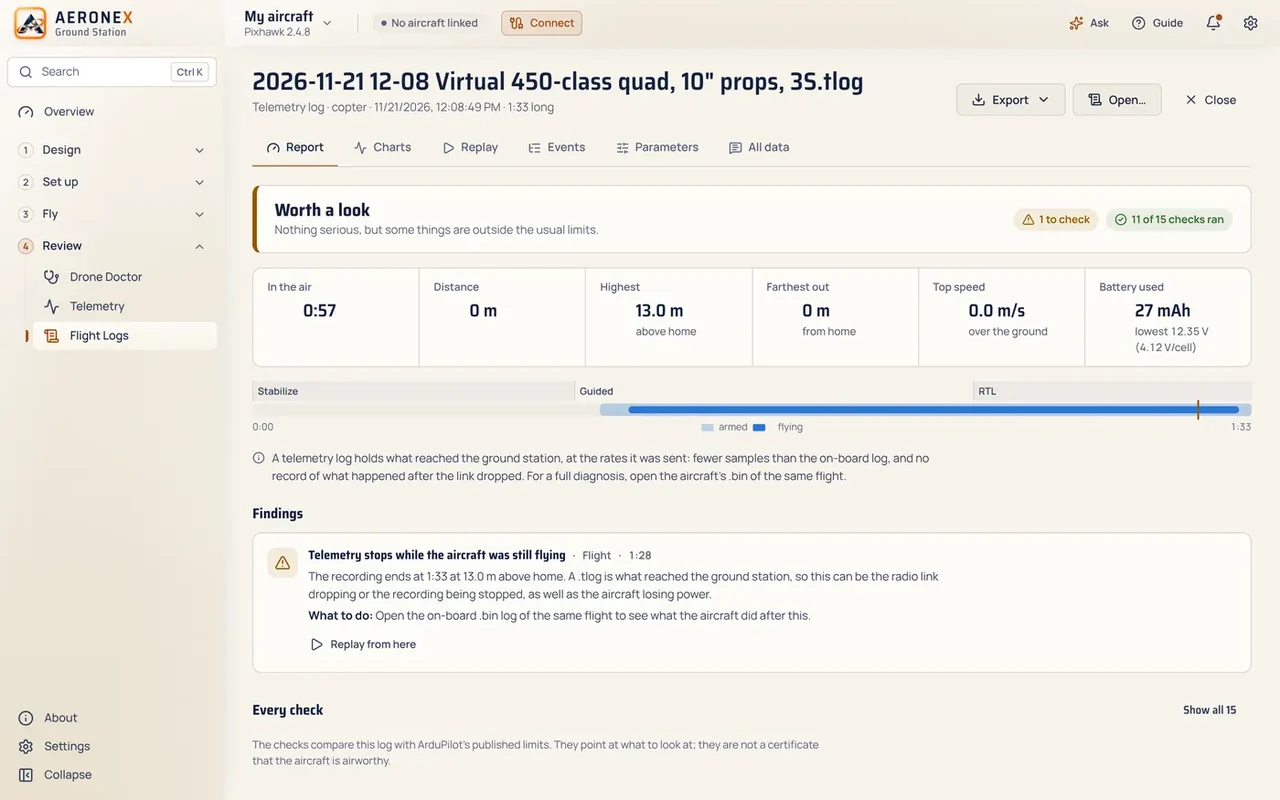 AERONEX
Ground Station
My aircraft
Pixhawk 2.4.8
No aircraft linked
Connect
Ask
Guide
Search
Ctrl K
Overview
1 Design
2 Set up
3 Fly
4 Review
Drone Doctor
Telemetry
Flight Logs
About
Settings
Collapse
2026-11-21 12-08 Virtual 450-class quad, 10" props, 3S.tlog
Telemetry log · copter · 11/21/2026, 12:08:49 PM · 1:33 long
Export
Open...
Close
Report
Charts
Replay
Events
Parameters
All data
Worth a look
Nothing serious, but some things are outside the usual limits.
1 to check
11 of 15 checks ran
In the air
0:57
Distance
0 m
Highest
13.0 m
above home
Farthest out
0 m
from home
Top speed
0.0 m/s
over the ground
Battery used
27 mAh
lowest 12.35 V
(4.12 V/cell)
Stabilize
Guided
RTL
0:00
armed
flying
1:33
A telemetry log holds what reached the ground station, at the rates it was sent: fewer samples than the on-board log, and no
record of what happened after the link dropped. For a full diagnosis, open the aircraft's .bin of the same flight.
Findings
Telemetry stops while the aircraft was still flying · Flight · 1:28
The recording ends at 1:33 at 13.0 m above home. A .tlog is what reached the ground station, so this can be the radio link
dropping or the recording being stopped, as well as the aircraft losing power.
What to do: Open the on-board .bin log of the same flight to see what the aircraft did after this.
Replay from here
Every check
Show all 15
The checks compare this log with ArduPilot's published limits. They point at what to look at; they are not a certificate
that the aircraft is airworthy.